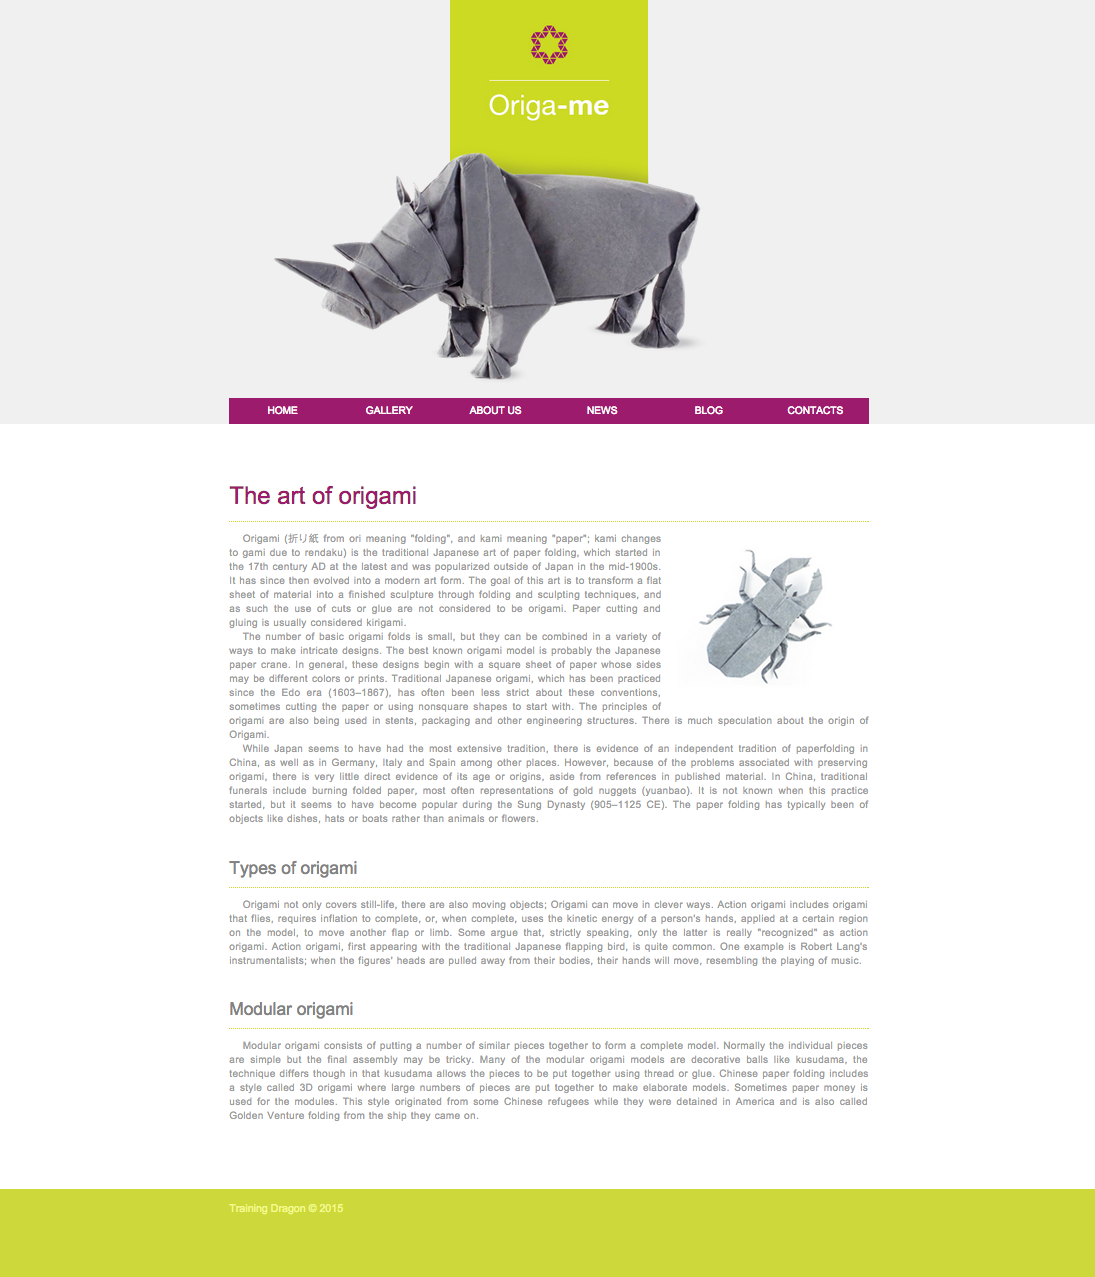 Origa-me
HOME GALLERY ABOUT US NEWS BLOG CONTACTS
The art of origami
Origami (折り紙 from ori meaning "folding", and kami meaning "paper"; kami changes
to gami due to rendaku) is the traditional Japanese art of paper folding, which started in
the 17th century AD at the latest and was popularized outside of Japan in the mid-1900s.
It has since then evolved into a modern art form. The goal of this art is to transform a flat
sheet of material into a finished sculpture through folding and sculpting techniques, and
as such the use of cuts or glue are not considered to be origami. Paper cutting and
gluing is usually considered kirigami.
The number of basic origami folds is small, but they can be combined in a variety of
ways to make intricate designs. The best known origami model is probably the Japanese
paper crane. In general, these designs begin with a square sheet of paper whose sides
may be different colors or prints. Traditional Japanese origami, which has been practiced
since the Edo era (1603–1867), has often been less strict about these conventions,
sometimes cutting the paper or using nonsquare shapes to start with. The principles of
origami are also being used in stents, packaging and other engineering structures. There is much speculation about the origin of
Origami.
While Japan seems to have had the most extensive tradition, there is evidence of an independent tradition of paperfolding in
China, as well as in Germany, Italy and Spain among other places. However, because of the problems associated with preserving
origami, there is very little direct evidence of its age or origins, aside from references in published material. In China, traditional
funerals include burning folded paper, most often representations of gold nuggets (yuanbao). It is not known when this practice
started, but it seems to have become popular during the Sung Dynasty (905–1125 CE). The paper folding has typically been of
objects like dishes, hats or boats rather than animals or flowers.
Types of origami
Origami not only covers still-life, there are also moving objects; Origami can move in clever ways. Action origami includes origami
that flies, requires inflation to complete, or, when complete, uses the kinetic energy of a person's hands, applied at a certain region
on the model, to move another flap or limb. Some argue that, strictly speaking, only the latter is really "recognized" as action
origami. Action origami, first appearing with the traditional Japanese flapping bird, is quite common. One example is Robert Lang's
instrumentalists; when the figures' heads are pulled away from their bodies, their hands will move, resembling the playing of music.
Modular origami
Modular origami consists of putting a number of similar pieces together to form a complete model. Normally the individual pieces
are simple but the final assembly may be tricky. Many of the modular origami models are decorative balls like kusudama, the
technique differs though in that kusudama allows the pieces to be put together using thread or glue. Chinese paper folding includes
a style called 3D origami where large numbers of pieces are put together to make elaborate models. Sometimes paper money is
used for the modules. This style originated from some Chinese refugees while they were detained in America and is also called
Golden Venture folding from the ship they came on.
Training Dragon © 2015